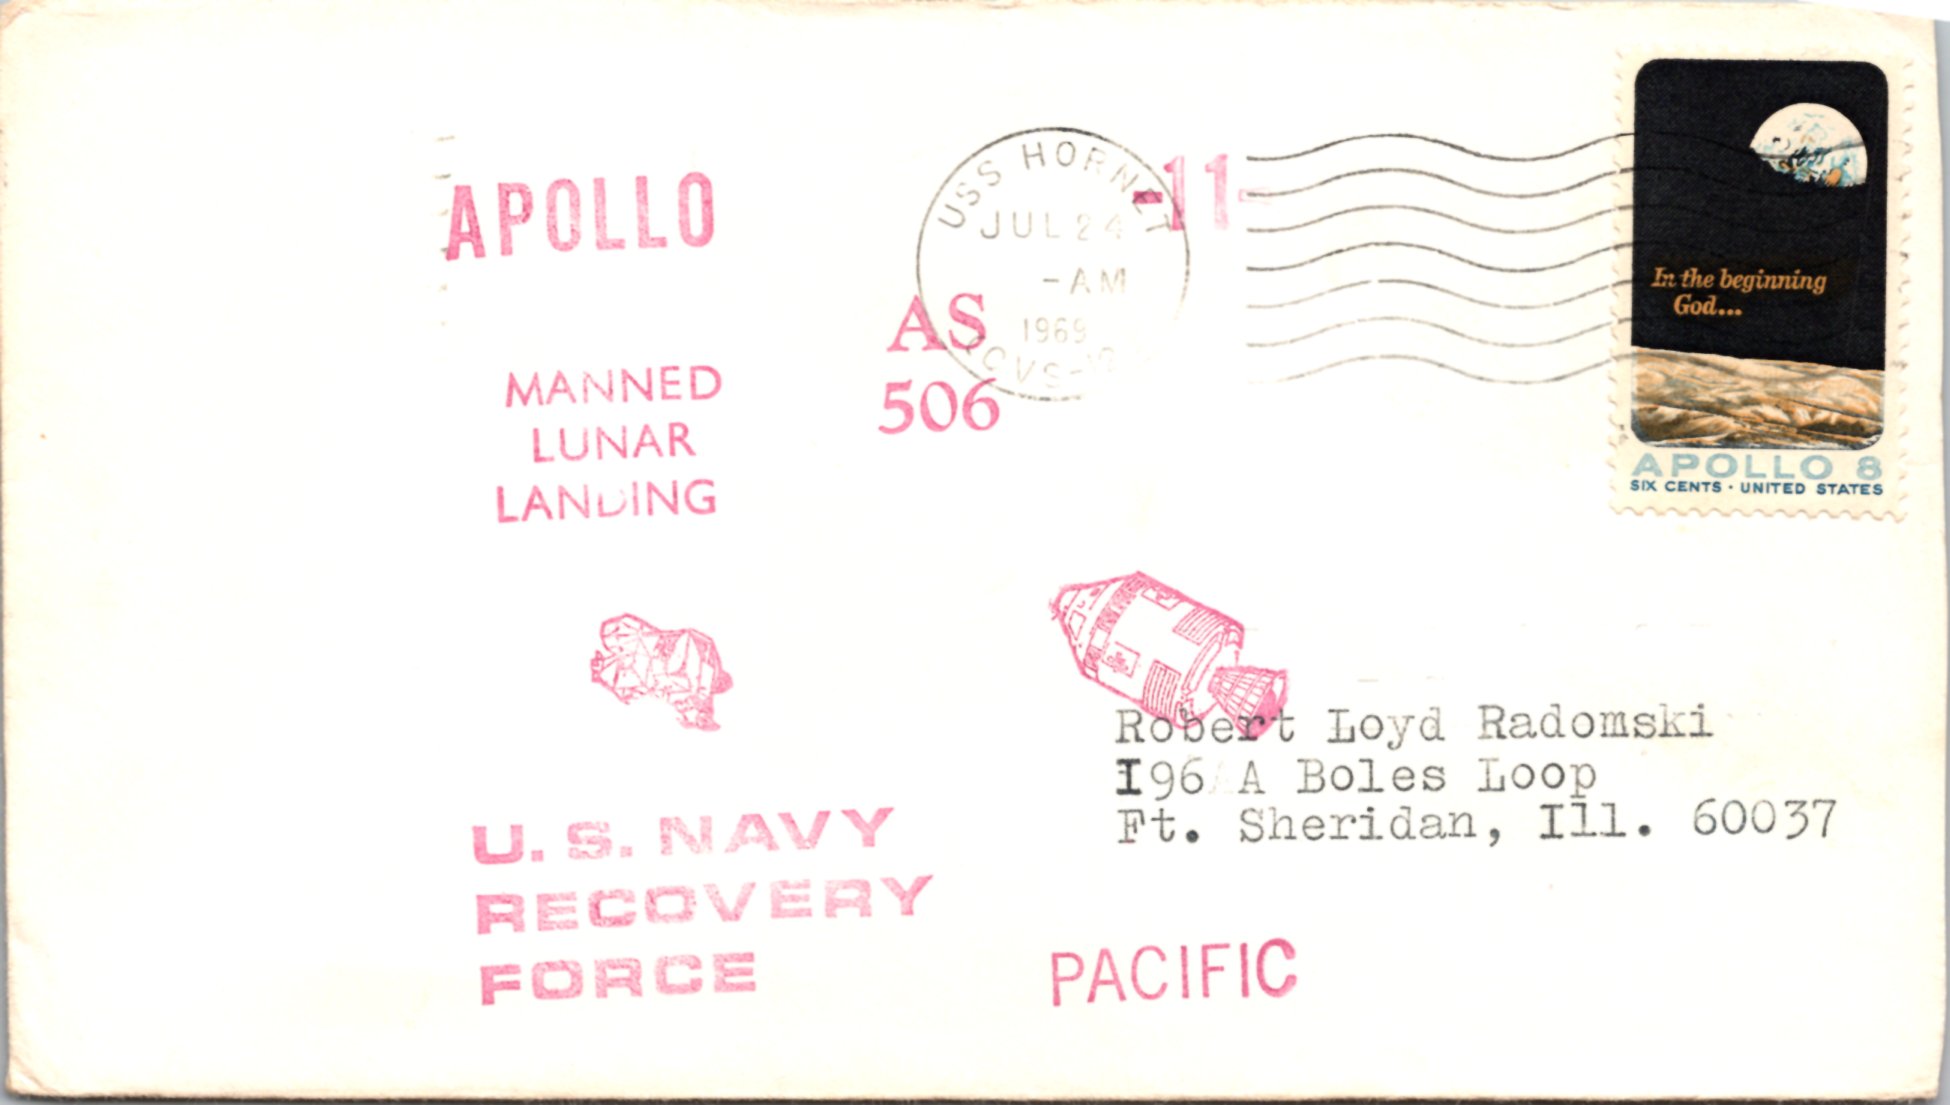 APOLLO
-11-
USS HORNET
JUL 24
-AM
1969
AS
506
MANNED
LUNAR
LANDING
In the beginning
God...
APOLLO 8
SIX CENTS · UNITED STATES
Robert Loyd Radomski
I96 A Boles Loop
Ft. Sheridan, Ill. 60037
U. S. NAVY
RECOVERY
FORCE
PACIFIC